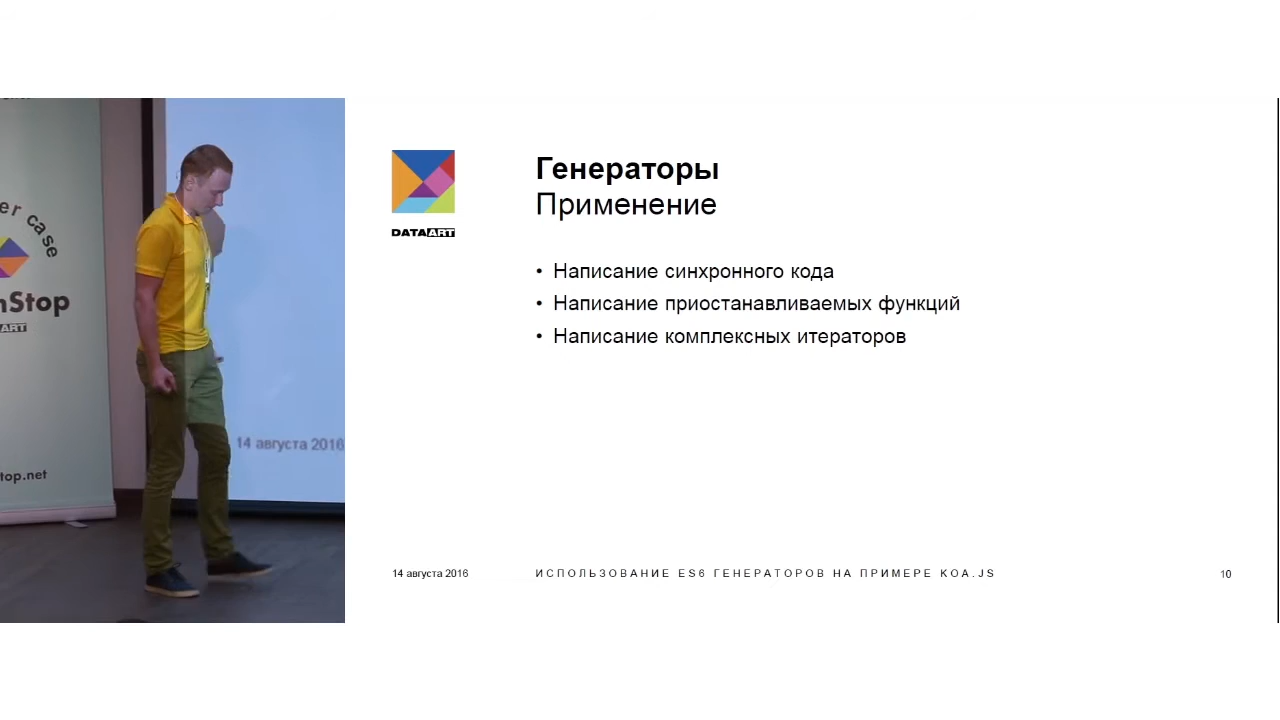 er case
nStop
ART
top.net
14 августа 2016
DATAART
Генераторы
Применение
• Написание синхронного кода
• Написание приостанавливаемых функций
• Написание комплексных итераторов
14 августа 2016
ИСПОЛЬЗОВАНИЕ ES6 ГЕНЕРАТОРОВ НА ПРИМЕРЕ KOA.JS
10